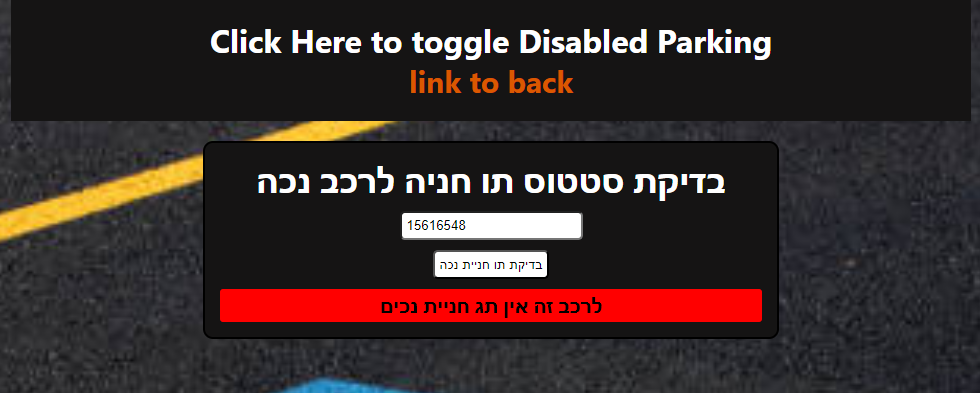 Click Here to toggle Disabled Parking
link to back
בדיקת סטטוס תו חניה לרכב נכה
15616548
בדיקת תו חניית נכה
לרכב זה אין תג חניית נכים